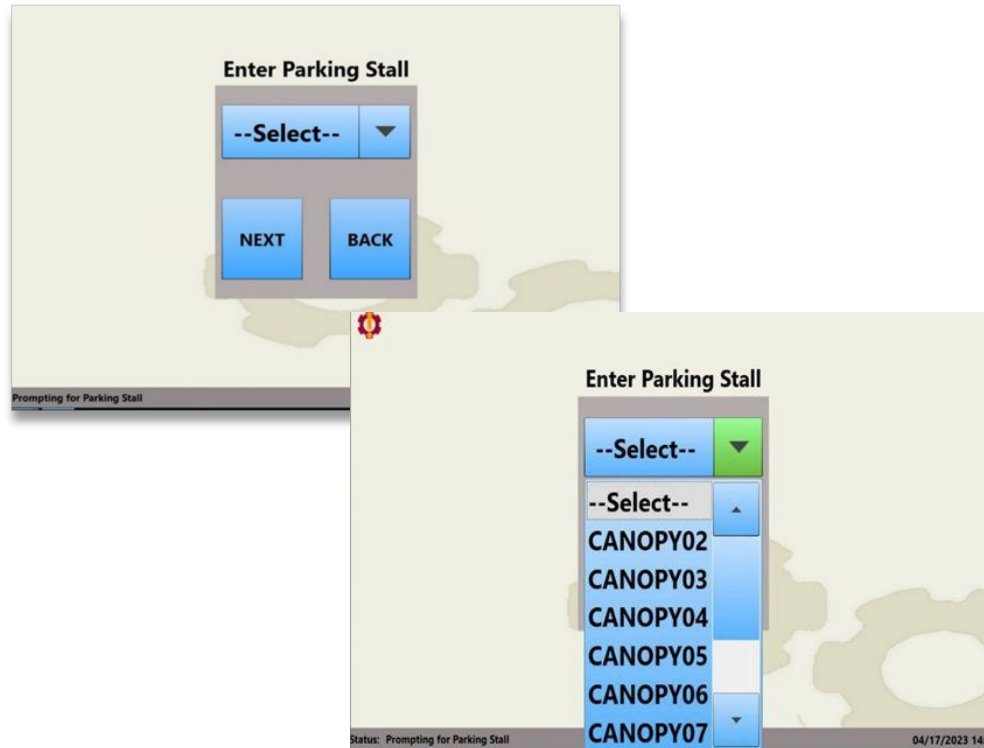 Enter Parking Stall
--Select--
NEXT BACK
Prompting for Parking Stall
Enter Parking Stall
--Select--
--Select--
CANOPY02
CANOPY03
CANOPY04
CANOPY05
CANOPY06
CANOPY07
Status: Prompting for Parking Stall 04/17/2023 14